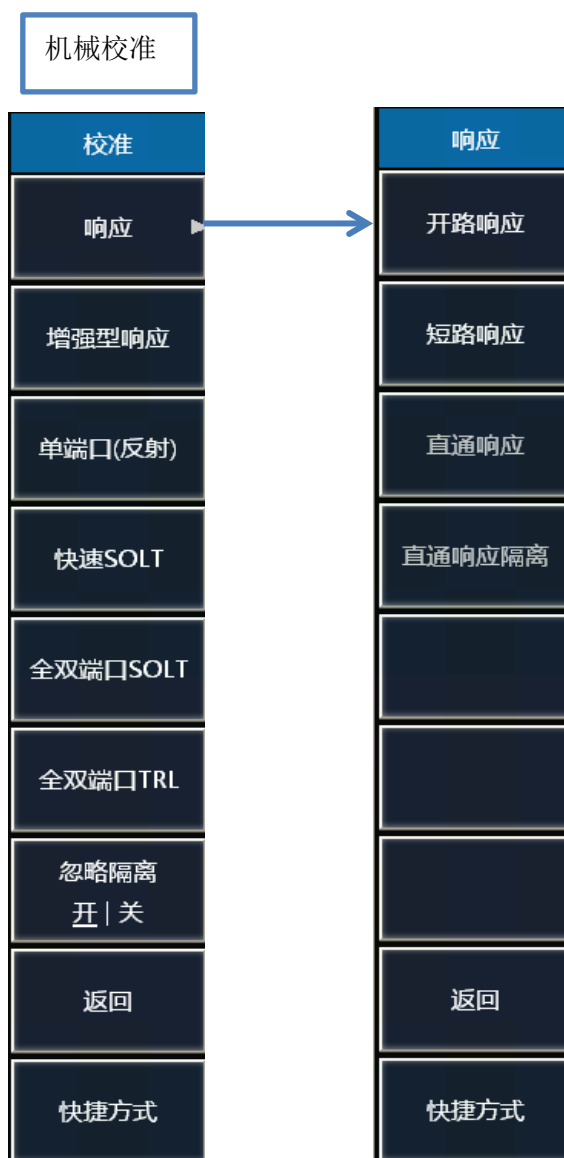 机械校准
校准
响应
增强型响应
单端口(反射)
快速SOLT
全双端口SOLT
全双端口TRL
忽略隔离
开|关
返回
快捷方式
响应
开路响应
短路响应
直通响应
直通响应隔离
返回
快捷方式